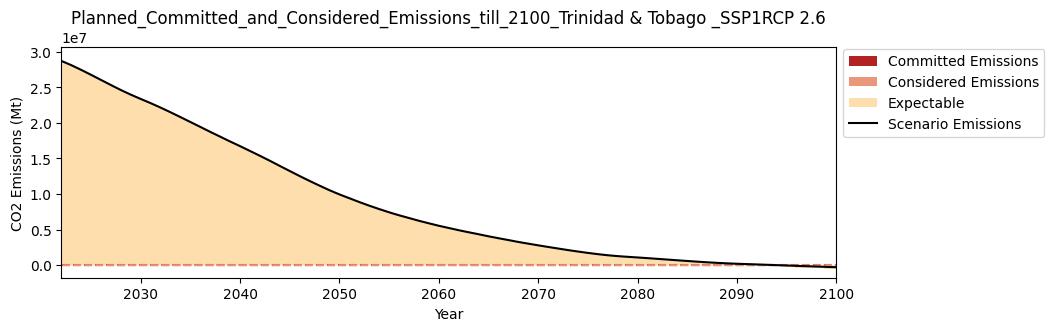 Planned_Committed_and_Considered_Emissions_till_2100_Trinidad & Tobago _SSP1RCP 2.6
1e7
3.0
2.5
2.0
1.5
1.0
0.5
0.0
CO2 Emissions (Mt)
2030 2040 2050 2060 2070 2080 2090 2100
Year
Committed Emissions
Considered Emissions
Expectable
Scenario Emissions